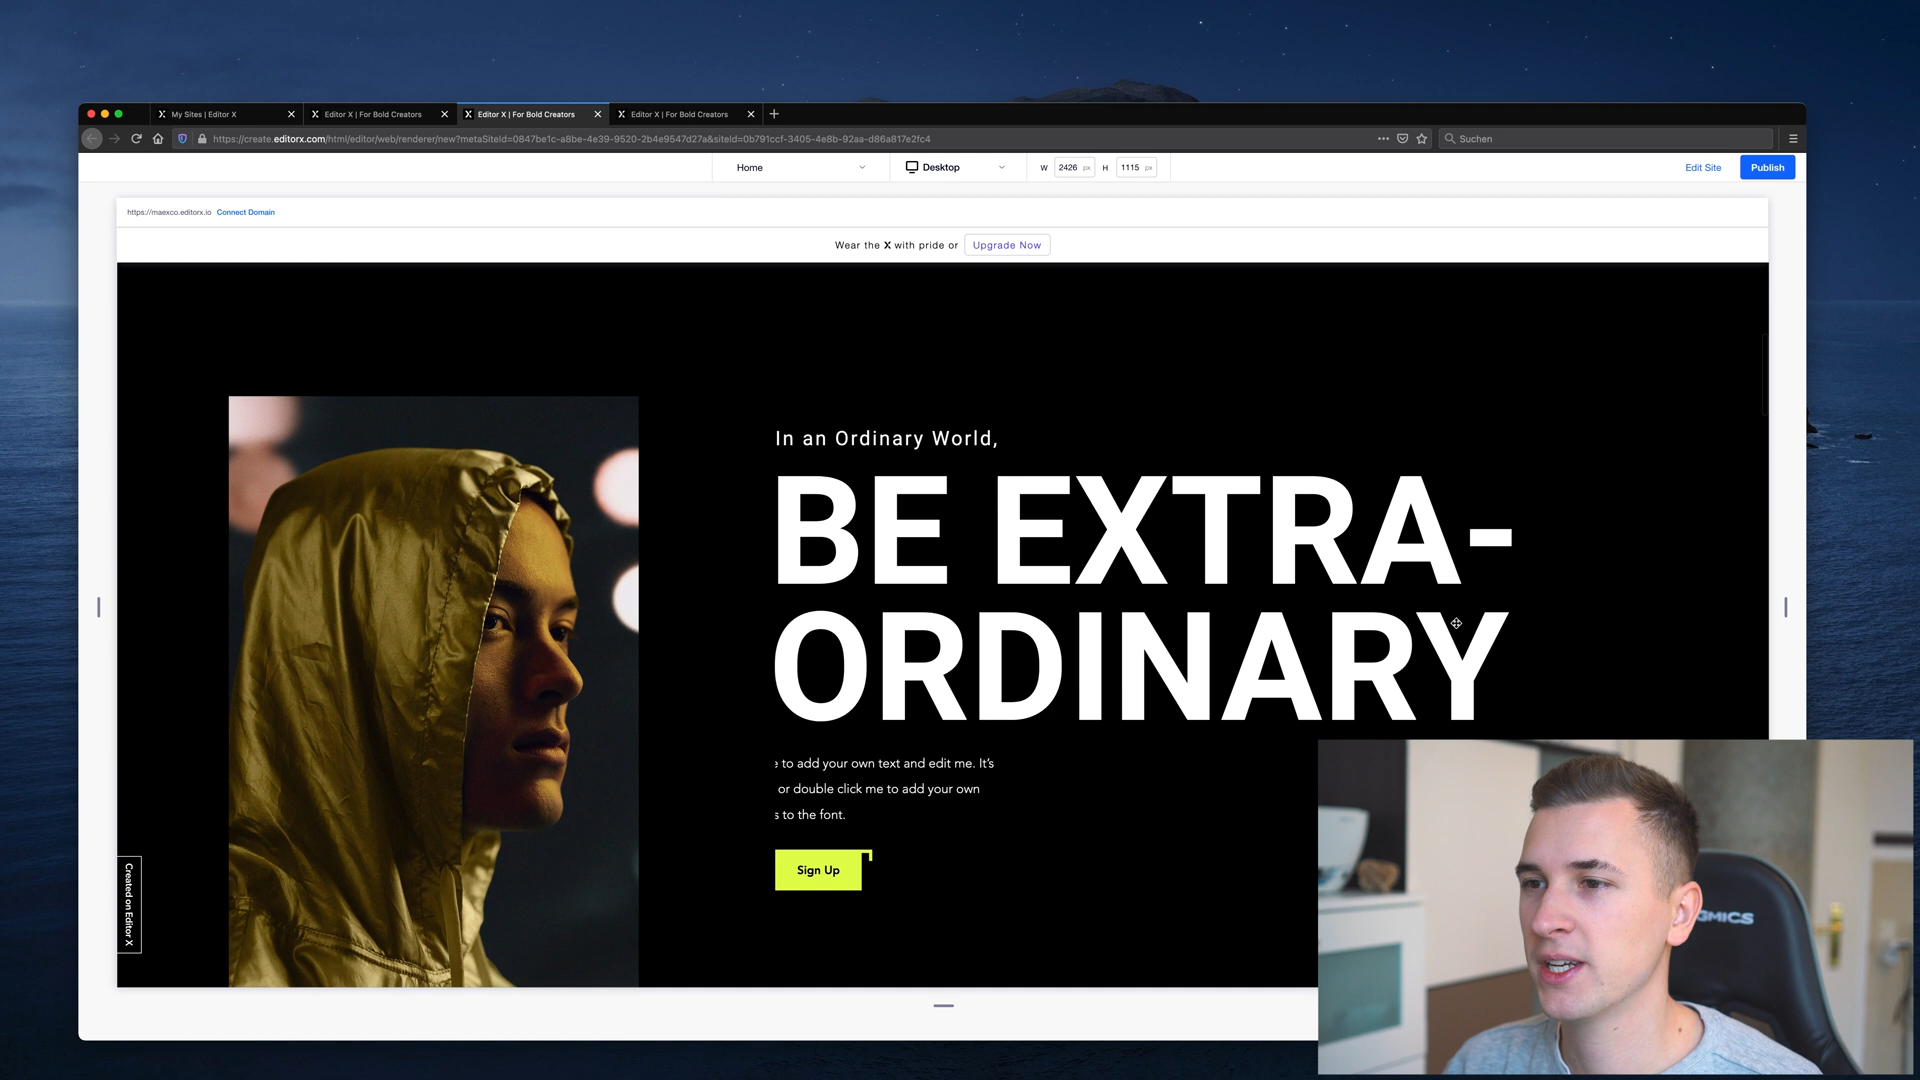 My Sites | Editor X
Editor X | For Bold Creators
Editor X | For Bold Creators
Editor X | For Bold Creators
https://create.editorx.com/html/editor/web/renderer/new?metaSiteId=0847be1c-a8be-4e39-9520-2b4e9547d27a&siteId=0b791ccf-3405-4e8b-92aa-d86a817e2fc4
Suchen
Home
Desktop
W 2426 px H 1115 px
Edit Site
Publish
https://maexco.editorx.io Connect Domain
Wear the X with pride or Upgrade Now
In an Ordinary World,
BE EXTRA-
ORDINARY
e to add your own text and edit me. It's
or double click me to add your own
s to the font.
Sign Up
Created on Editor X
GMICS